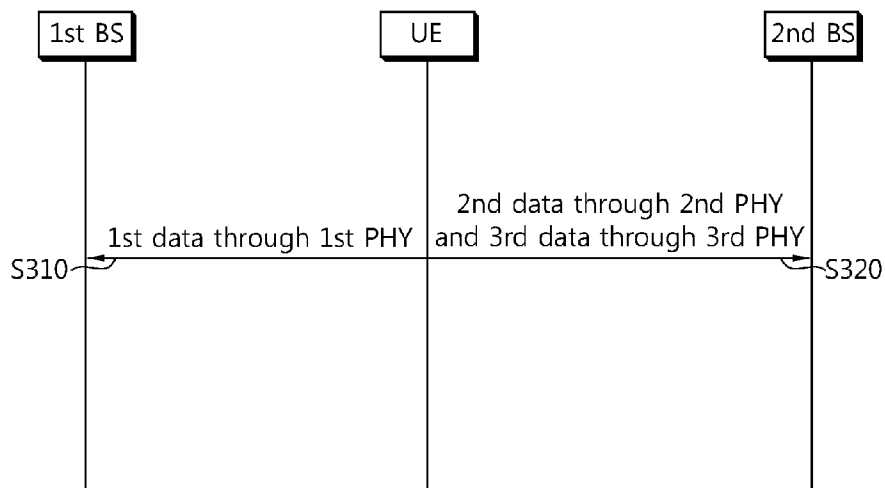 1st BS
UE
2nd BS
2nd data through 2nd PHY
1st data through 1st PHY
and 3rd data through 3rd PHY
S310
S320